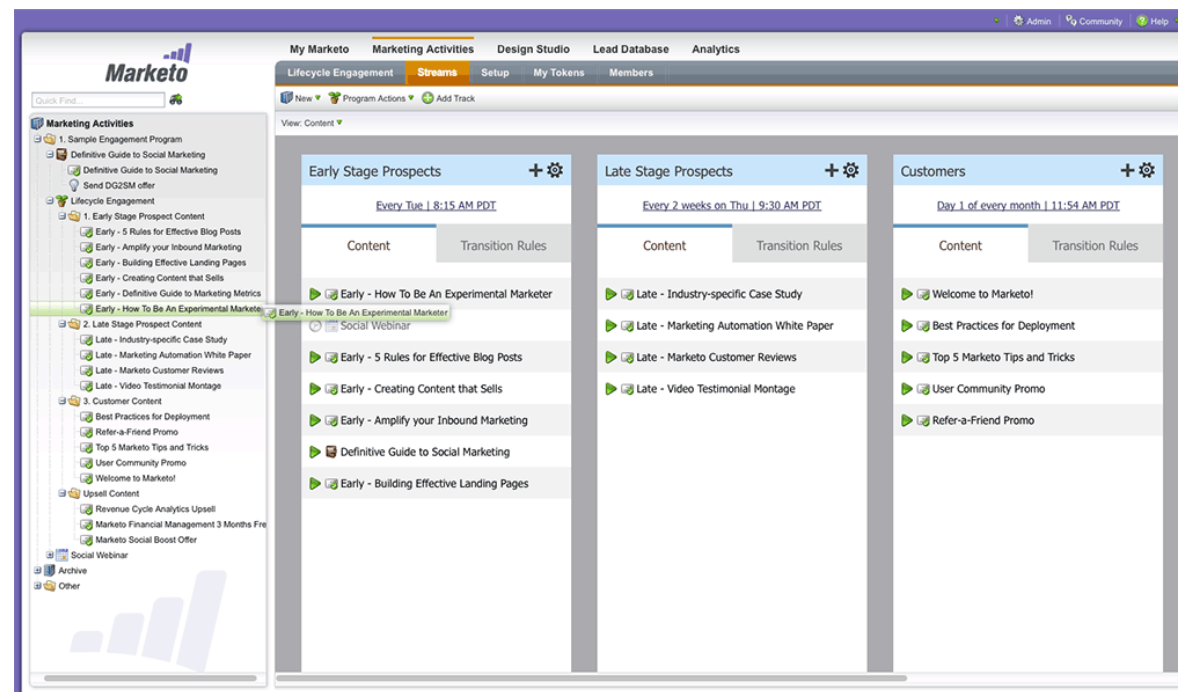 Admin
Community
Help
Marketo
My Marketo
Marketing Activities
Design Studio
Lead Database
Analytics
Lifecycle Engagement
Streams
Setup
My Tokens
Members
Quick Find...
New
Program Actions
Add Track
View: Content
Marketing Activities
1. Sample Engagement Program
Definitive Guide to Social Marketing
Definitive Guide to Social Marketing
Send DG2SM offer
Lifecycle Engagement
1. Early Stage Prospect Content
Early - 5 Rules for Effective Blog Posts
Early - Amplify your Inbound Marketing
Early - Building Effective Landing Pages
Early - Creating Content that Sells
Early - Definitive Guide to Marketing Metrics
Early - How To Be An Experimental Markete
2. Late Stage Prospect Content
Late - Industry-specific Case Study
Late - Marketing Automation White Paper
Late - Marketo Customer Reviews
Late - Video Testimonial Montage
3. Customer Content
Best Practices for Deployment
Refer-a-Friend Promo
Top 5 Marketo Tips and Tricks
User Community Promo
Welcome to Marketo!
Upsell Content
Revenue Cycle Analytics Upsell
Marketo Financial Management 3 Months Fre
Marketo Social Boost Offer
Social Webinar
Archive
Other
Early Stage Prospects
Every Tue | 8:15 AM PDT
Content
Transition Rules
Early - How To Be An Experimental Marketer
Early - How To Be An Experimental Marketer
Social Webinar
Early - 5 Rules for Effective Blog Posts
Early - Creating Content that Sells
Early - Amplify your Inbound Marketing
Definitive Guide to Social Marketing
Early - Building Effective Landing Pages
Late Stage Prospects
Every 2 weeks on Thu | 9:30 AM PDT
Content
Transition Rules
Late - Industry-specific Case Study
Late - Marketing Automation White Paper
Late - Marketo Customer Reviews
Late - Video Testimonial Montage
Customers
Day 1 of every month | 11:54 AM PDT
Content
Transition Rules
Welcome to Marketo!
Best Practices for Deployment
Top 5 Marketo Tips and Tricks
User Community Promo
Refer-a-Friend Promo